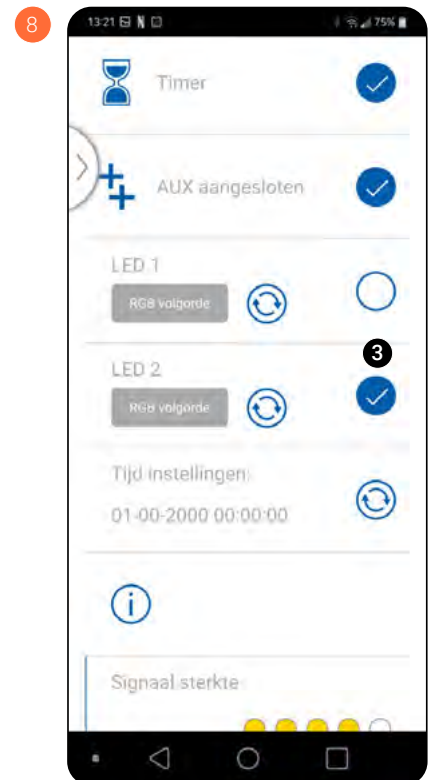 8
13:21 75%
Timer
AUX aangesloten
LED 1
RGB volgorde
3
LED 2
RGB volgorde
Tijd instellingen:
01-00-2000 00:00:00
i
Signaal sterkte